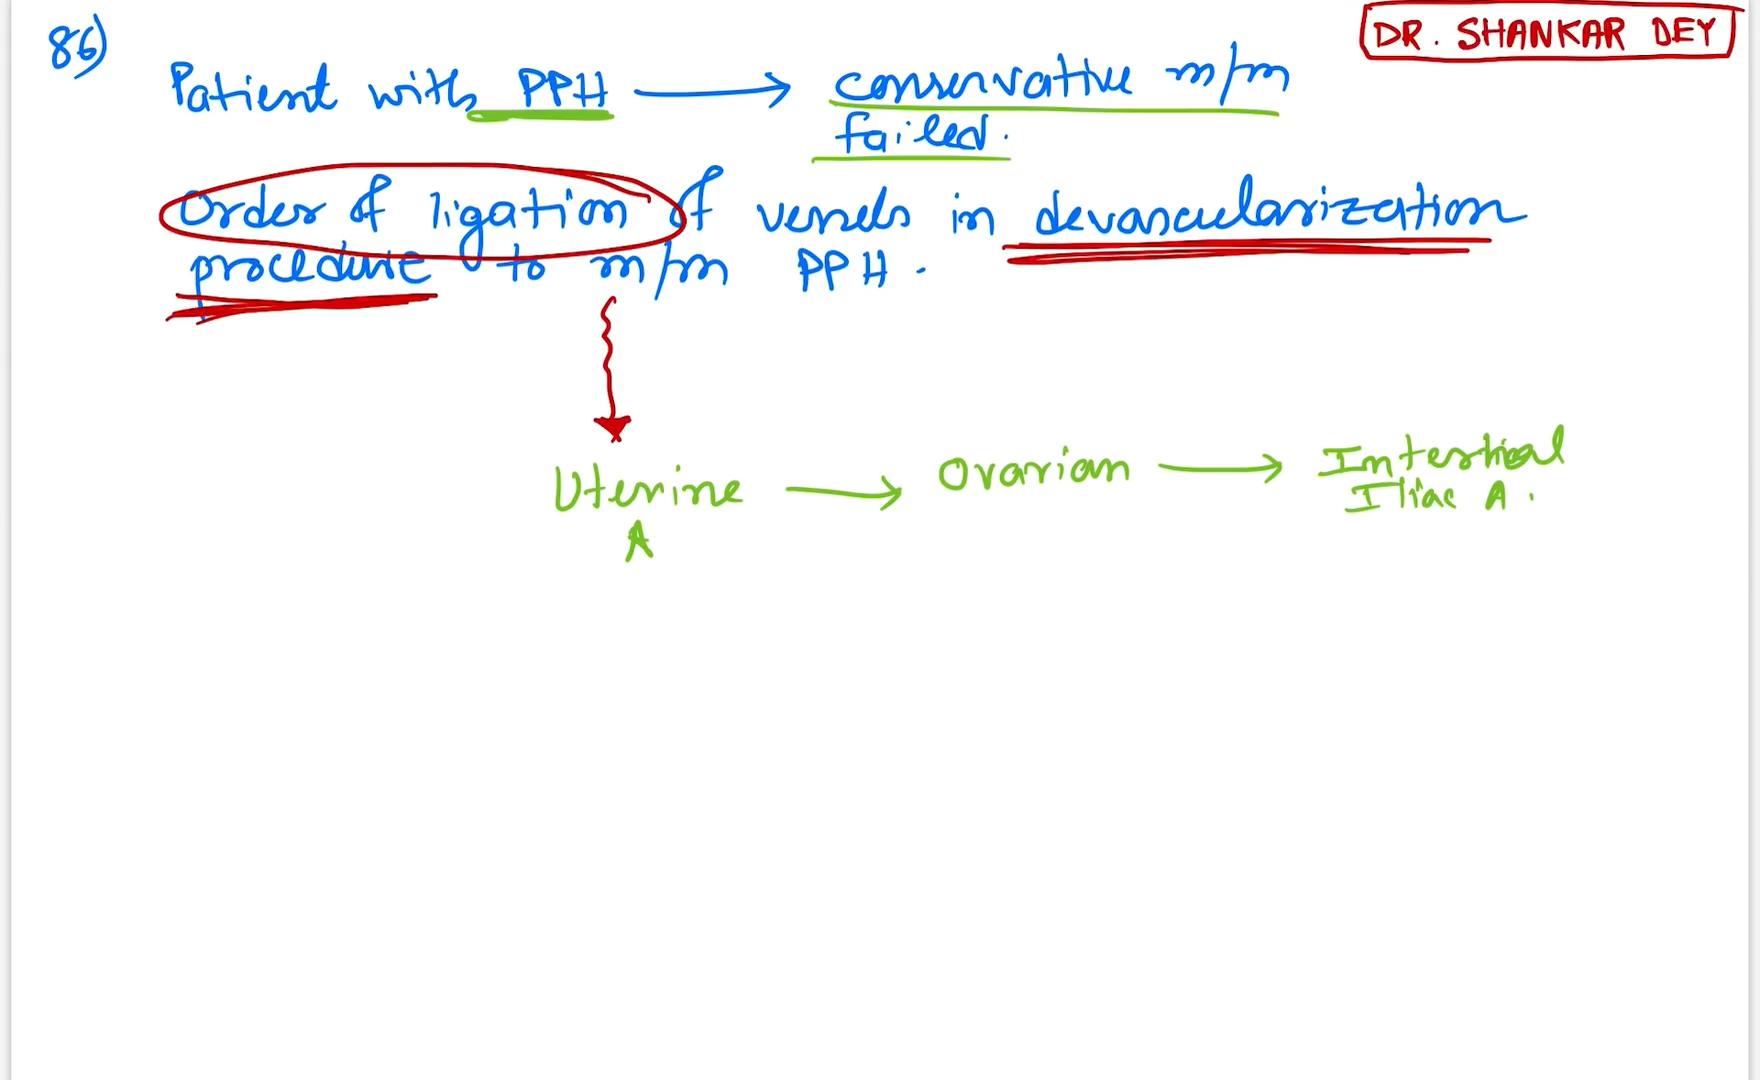 86)
DR. SHANKAR DEY
Patient with PPH → conservative m/m
failed.
Order of ligation of vessels in devascularization
procedure to m/m PPH.
Uterine → Ovarian →
A
Iliac A.